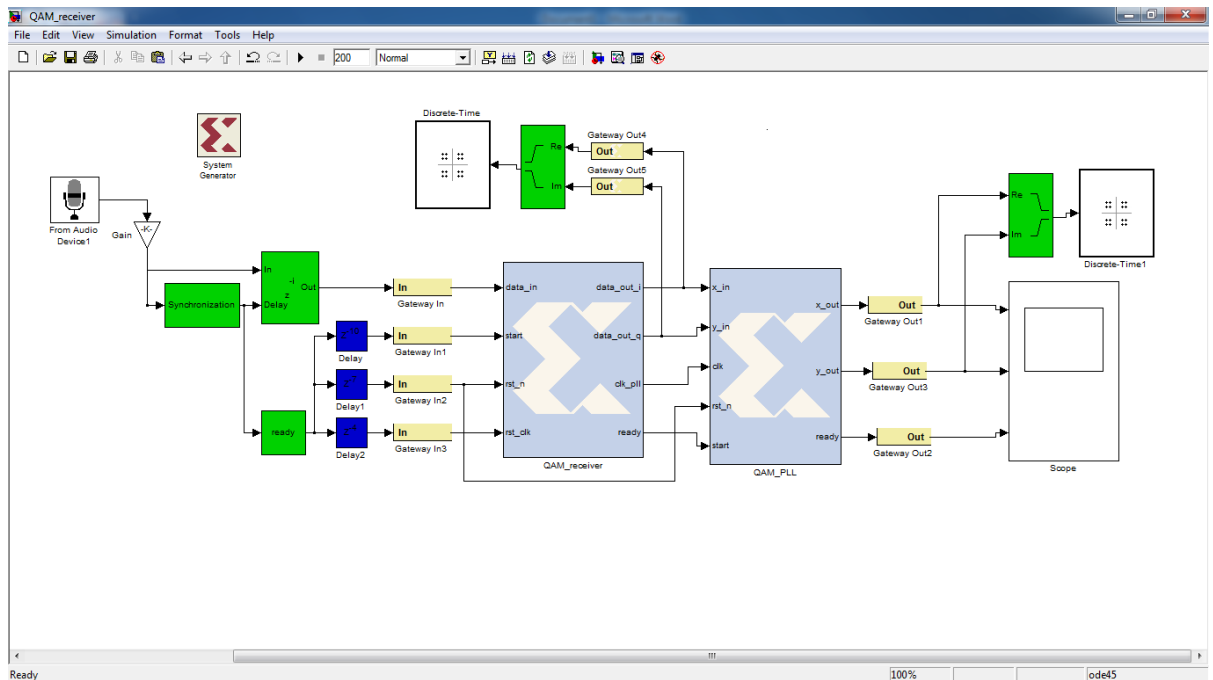 QAM_receiver
File Edit View Simulation Format Tools Help
200 Normal
Discrete-Time
Gateway Out4
Re Out
Gateway Out5
Im Out
System
Generator
From Audio
Device1
Gain -K-
Re
Im
Discrete-Time1
In
-i
z
Out
Delay
Synchronization
In
Gateway In
data_in data_out_i
x_in x_out
Out
Gateway Out1
Delay
In
Gateway In1
start data_out_q
y_in
Delay1
In
Gateway In2
rst_n clk_pll
clk y_out
Out
Gateway Out3
rst_n
ready
Delay2
In
Gateway In3
rst_clk ready
start ready
Out
Gateway Out2
QAM_receiver
QAM_PLL
Scope
Ready 100% ode45